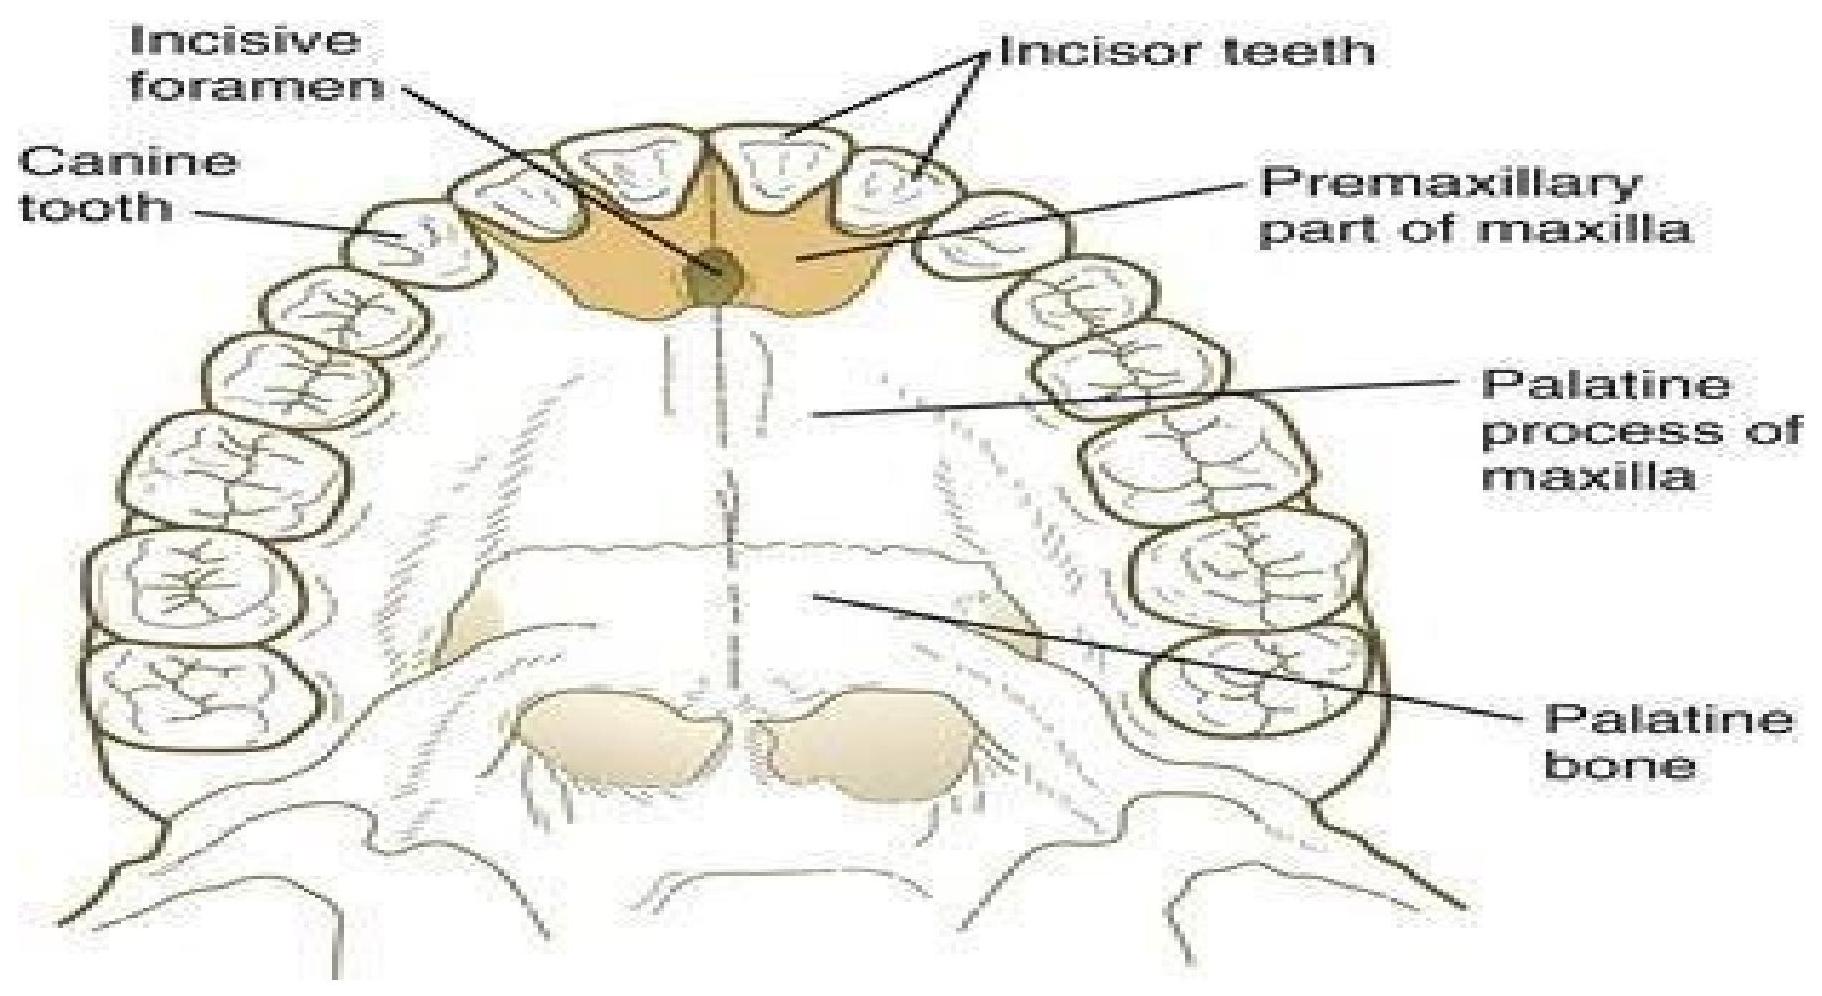 Incisive
foramen
Canine
tooth
Incisor teeth
Premaxillary
part of maxilla
Palatine
process of
maxilla
Palatine
bone